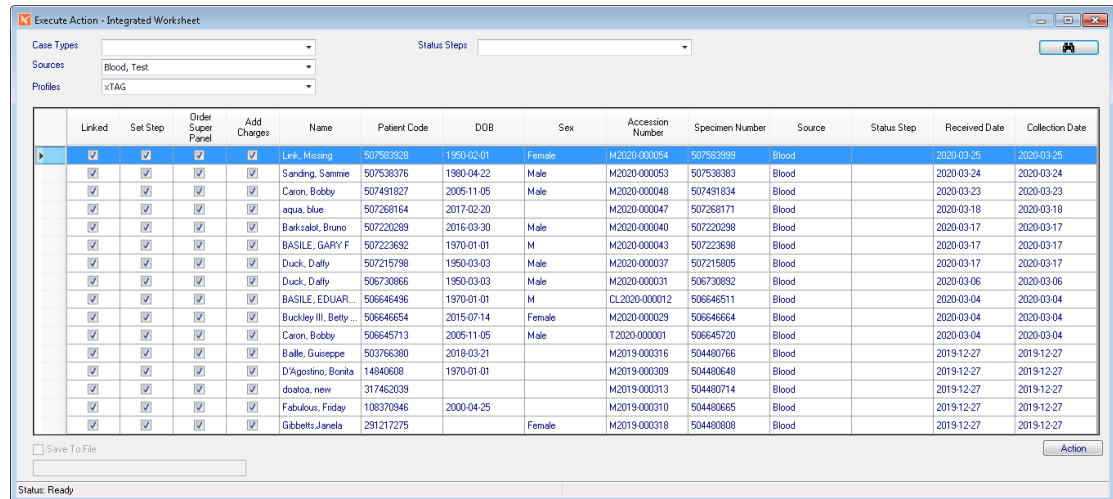 Execute Action - Integrated Worksheet
Case Types Status Steps
Sources Blood, Test
Profiles xTAG
Linked Set Step Order Super Panel Add Charges Name Patient Code DOB Sex Accession Number Specimen Number Source Status Step Received Date Collection Date
Link, Missing 507583928 1950-02-01 Female M2020-000054 507583999 Blood 2020-03-25 2020-03-25
Sanding, Sammie 507538376 1980-04-22 Male M2020-000053 507538383 Blood 2020-03-24 2020-03-24
Caron, Bobby 507491827 2005-11-05 Male M2020-000048 507491834 Blood 2020-03-23 2020-03-23
aqua, blue 507268164 2017-02-20 M2020-000047 507268171 Blood 2020-03-18 2020-03-18
Barksalot, Bruno 507220289 2016-03-30 Male M2020-000040 507220298 Blood 2020-03-17 2020-03-17
BASILE, GARY F 507223692 1970-01-01 M M2020-000043 507223698 Blood 2020-03-17 2020-03-17
Duck, Daffy 507215798 1950-03-03 Male M2020-000037 507215805 Blood 2020-03-17 2020-03-17
Duck, Daffy 506730866 1950-03-03 Male M2020-000031 506730892 Blood 2020-03-06 2020-03-06
BASILE, EDUAR... 506646496 1970-01-01 M CL2020-000012 506646511 Blood 2020-03-04 2020-03-04
Buckley III, Betty ... 506646654 2015-07-14 Female M2020-000029 506646664 Blood 2020-03-04 2020-03-04
Caron, Bobby 506645713 2005-11-05 Male T2020-000001 506645720 Blood 2020-03-04 2020-03-04
Baille, Guiseppe 503766380 2018-03-21 M2019-000316 504480766 Blood 2019-12-27 2019-12-27
D'Agostino, Bonita 14840608 1970-01-01 M2019-000309 504480648 Blood 2019-12-27 2019-12-27
doatoa, new 317462039 M2019-000313 504480714 Blood 2019-12-27 2019-12-27
Fabulous, Friday 108370946 2000-04-25 M2019-000310 504480665 Blood 2019-12-27 2019-12-27
Gibbetts,Janela 291217275 Female M2019-000318 504480808 Blood 2019-12-27 2019-12-27
Save To File Action
Status: Ready